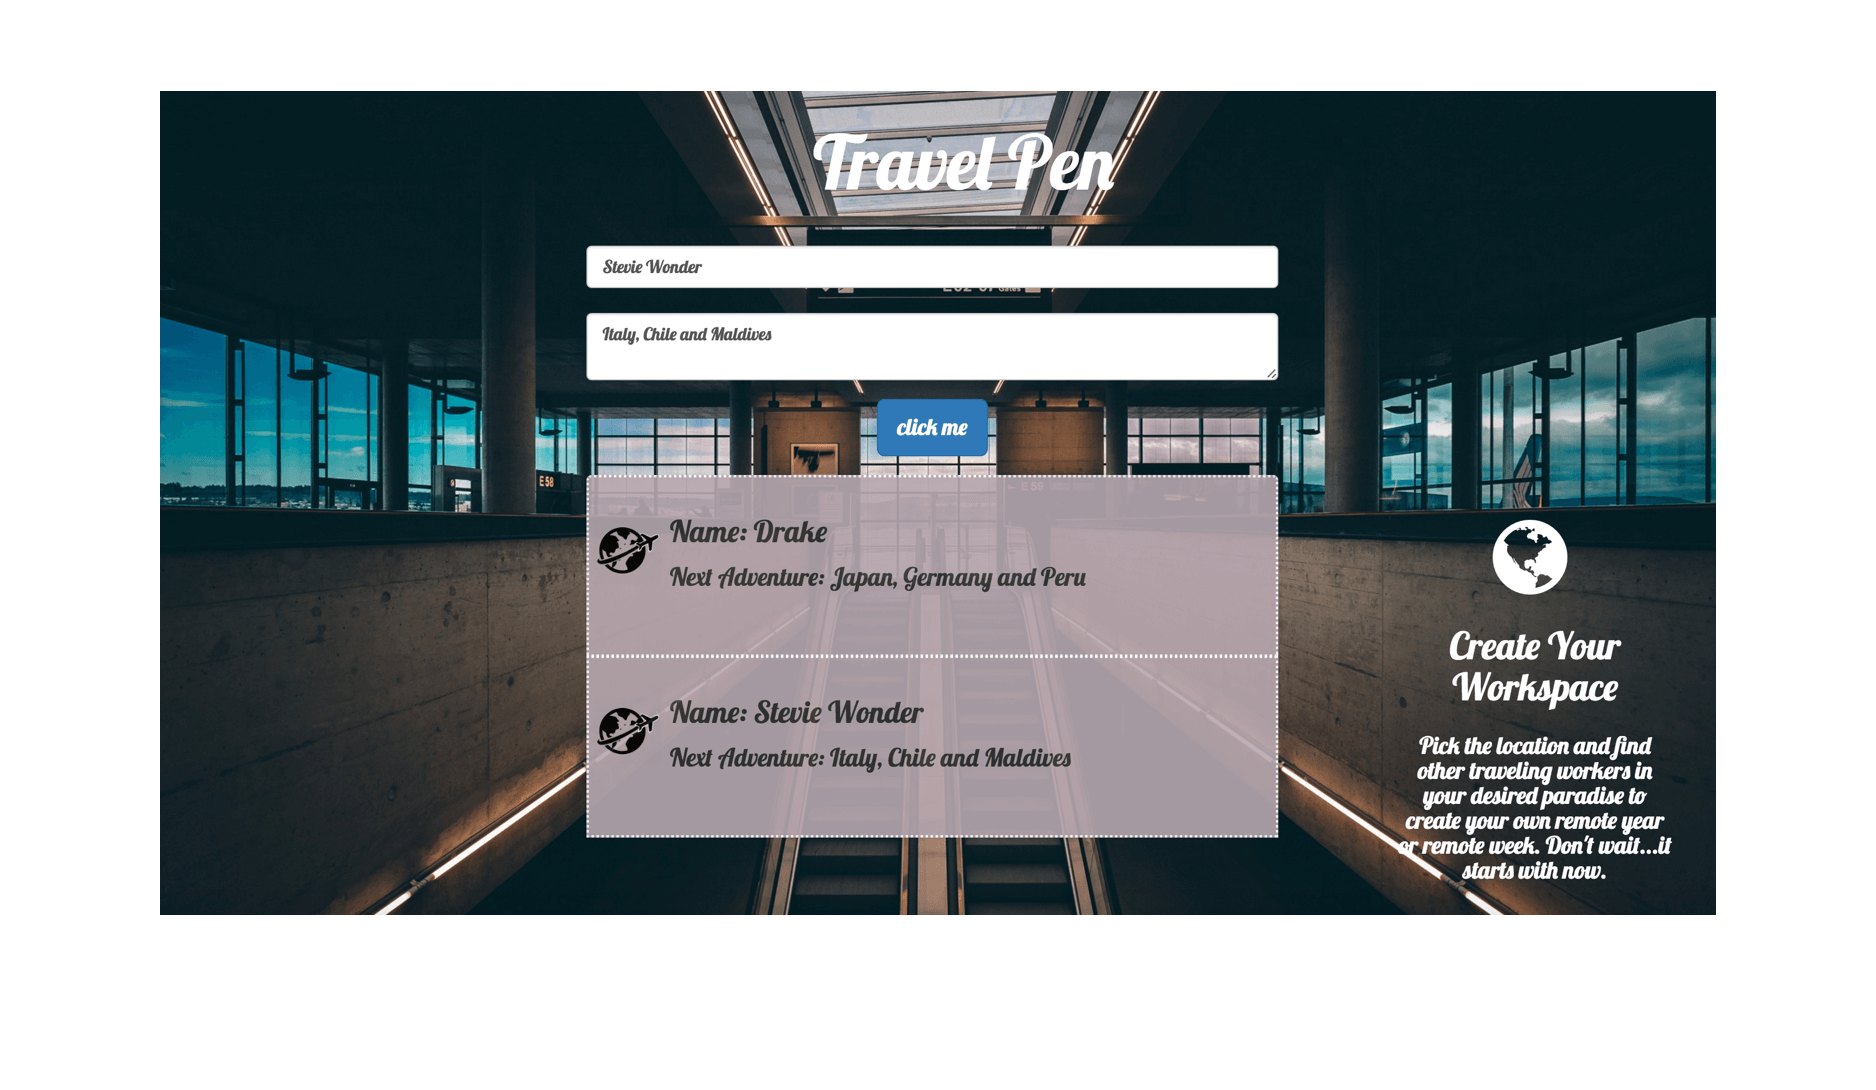 Travel Pen
Stevie Wonder
Gates
Italy, Chile and Maldives
click me
E58
Name: Drake
Next Adventure: Japan, Germany and Peru
Name: Stevie Wonder
Next Adventure: Italy, Chile and Maldives
Create Your
Workspace
Pick the location and find
other traveling workers in
your desired paradise to
create your own remote year
or remote week. Don't wait...it
starts with now.